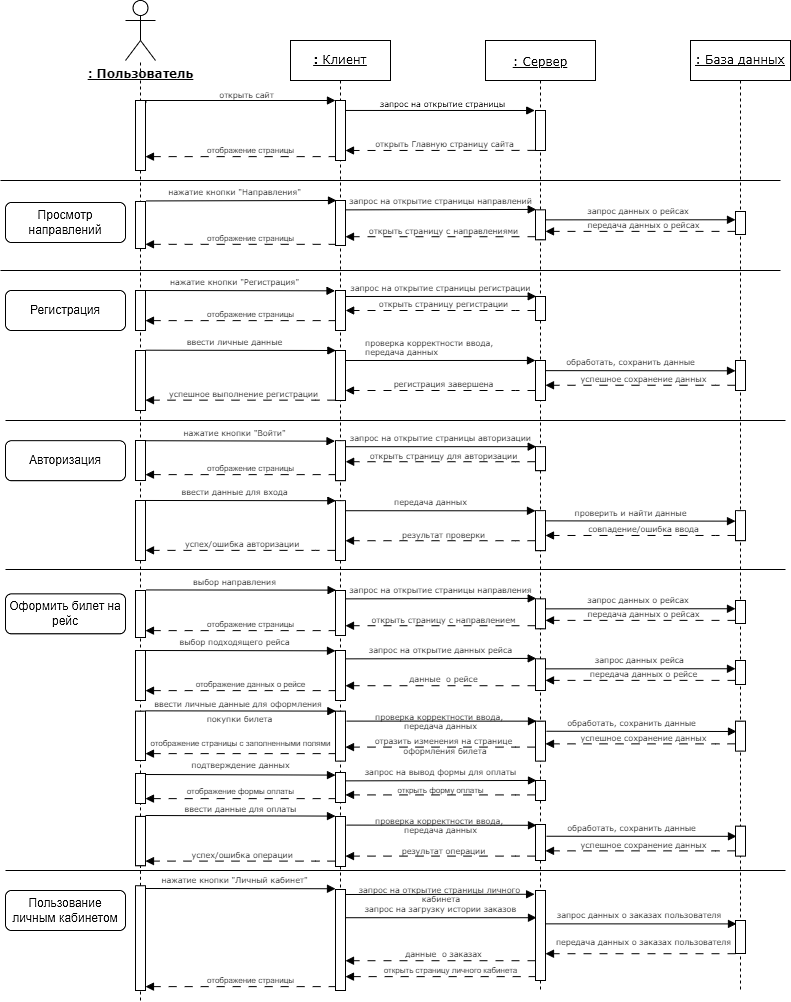 : Пользователь
: Клиент
: Сервер
: База данных
открыть сайт
запрос на открытие страницы
открыть Главную страницу сайта
отображение страницы
Просмотр
направлений
нажатие кнопки "Направления"
запрос на открытие страницы направлений
запрос данных о рейсах
передача данных о рейсах
открыть страницу с направлениями
отображение страницы
Регистрация
нажатие кнопки "Регистрация"
запрос на открытие страницы регистрации
открыть страницу регистрации
отображение страницы
ввести личные данные
проверка корректности ввода,
передача данных
обработать, сохранить данные
успешное сохранение данных
регистрация завершена
успешное выполнение регистрации
Авторизация
нажатие кнопки "Войти"
запрос на открытие страницы авторизации
открыть страницу для авторизации
отображение страницы
ввести данные для входа
передача данных
проверить и найти данные
совпадение/ошибка ввода
результат проверки
успех/ошибка авторизации
Оформить билет на
рейс
выбор направления
запрос на открытие страницы направления
запрос данных о рейсах
передача данных о рейсах
открыть страницу с направлением
отображение страницы
выбор подходящего рейса
запрос на открытие данных рейса
запрос данных рейса
передача данных о рейсе
данные о рейсе
отображение данных о рейсе
ввести личные данные для оформления
покупки билета
проверка корректности ввода,
передача данных
обработать, сохранить данные
успешное сохранение данных
отразить изменения на странице
оформления билета
отображение страницы с заполненными полями
подтверждение данных
запрос на вывод формы для оплаты
открыть форму оплаты
отображение формы оплаты
ввести данные для оплаты
проверка корректности ввода,
передача данных
обработать, сохранить данные
успешное сохранение данных
результат операции
успех/ошибка операции
Пользование
личным кабинетом
нажатие кнопки "Личный кабинет"
запрос на открытие страницы личного
кабинета
запрос на загрузку истории заказов
запрос данных о заказах пользователя
передача данных о заказах пользователя
данные о заказах
открыть страницу личного кабинета
отображение страницы